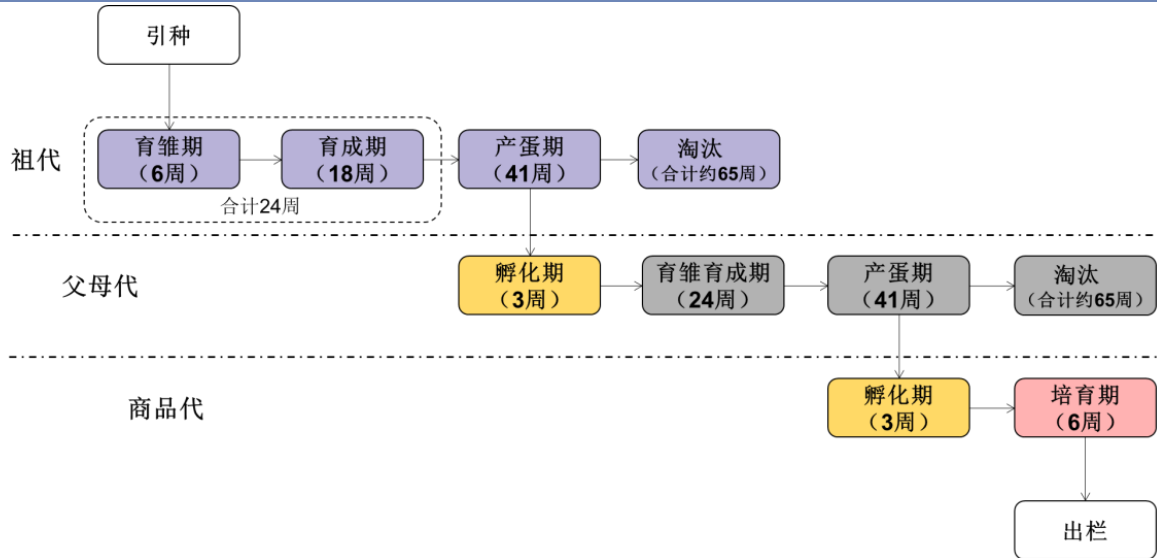 引种
祖代
育雏期
（6周）
育成期
（18周）
产蛋期
（41周）
淘汰
（合计约65周）
合计24周
父母代
孵化期
（3周）
育雏育成期
（24周）
产蛋期
（41周）
淘汰
（合计约65周）
商品代
孵化期
（3周）
培育期
（6周）
出栏